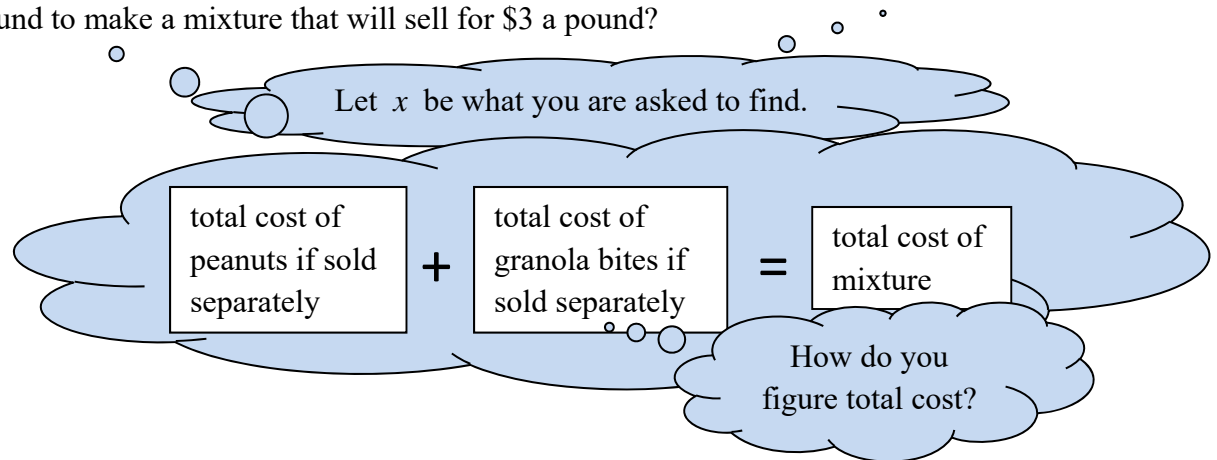 und to make a mixture that will sell for $3 a pound?
Let x be what you are asked to find.
total cost of
peanuts if sold
separately
+
total cost of
granola bites if
sold separately
=
total cost of
mixture
How do you
figure total cost?